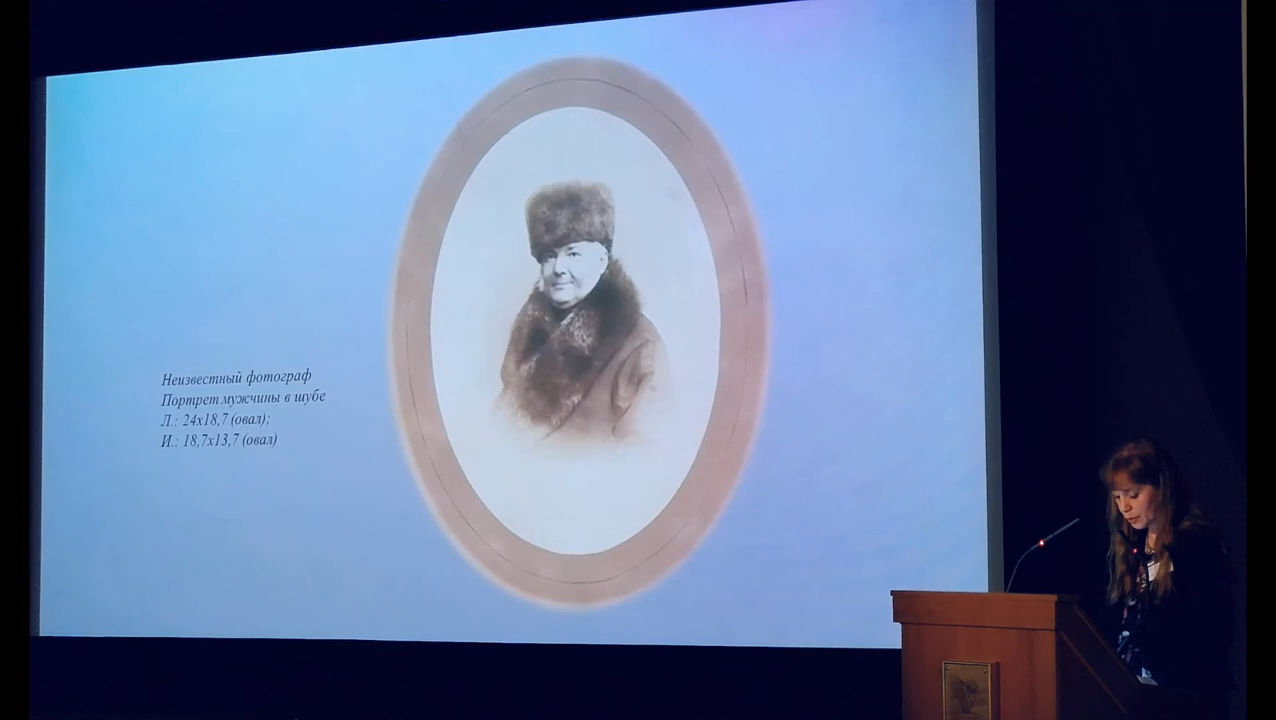 Неизвестный фотограф
Портрет мужчины в шубе
Л.: 24х18,7 (овал);
И.: 18,7х13,7 (овал)